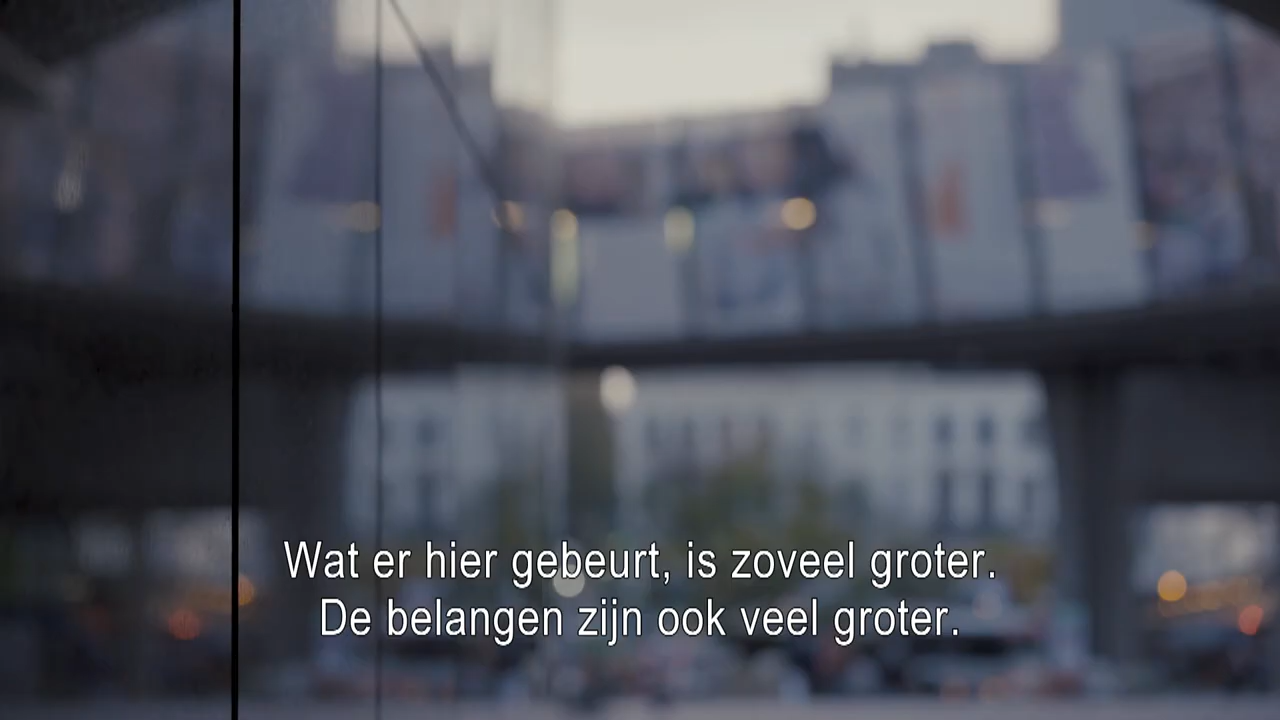 Wat er hier gebeurt, is zoveel groter.
De belangen zijn ook veel groter.